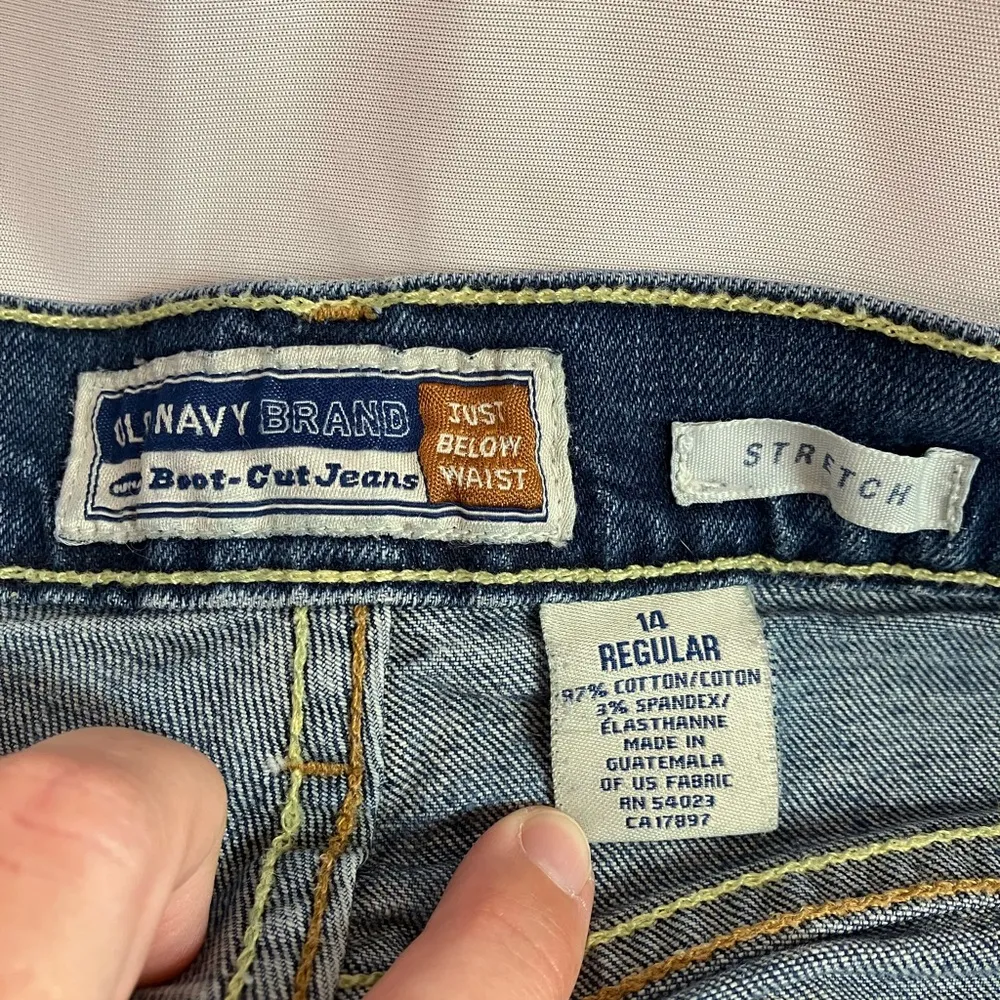 OLD NAVY BRAND
Boot-Cut Jeans
JUST
BELOW
WAIST
STRETCH
14
REGULAR
97% COTTON/COTON
3% SPANDEX/
ÉLASTHANNE
MADE IN
GUATEMALA
OF US FABRIC
RN 54023
CA17897